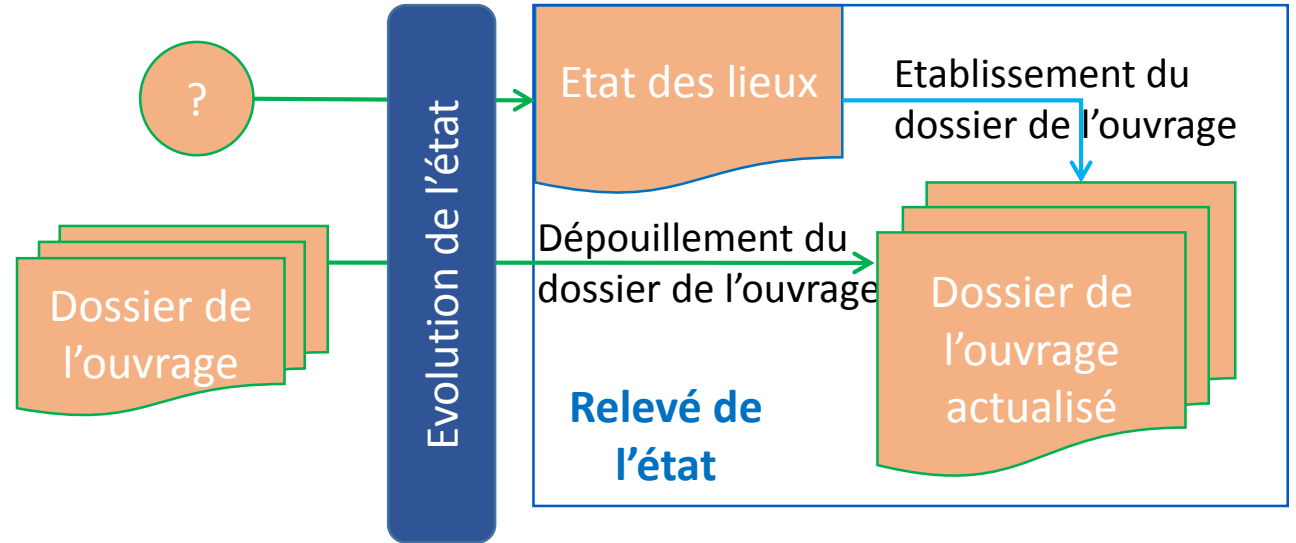 ?
Dossier de
l'ouvrage
Evolution de l'état
Etat des lieux
Etablissement du
dossier de l'ouvrage
Dépouillement du
dossier de l'ouvrage
Dossier de
l'ouvrage
actualisé
Relevé de
l'état